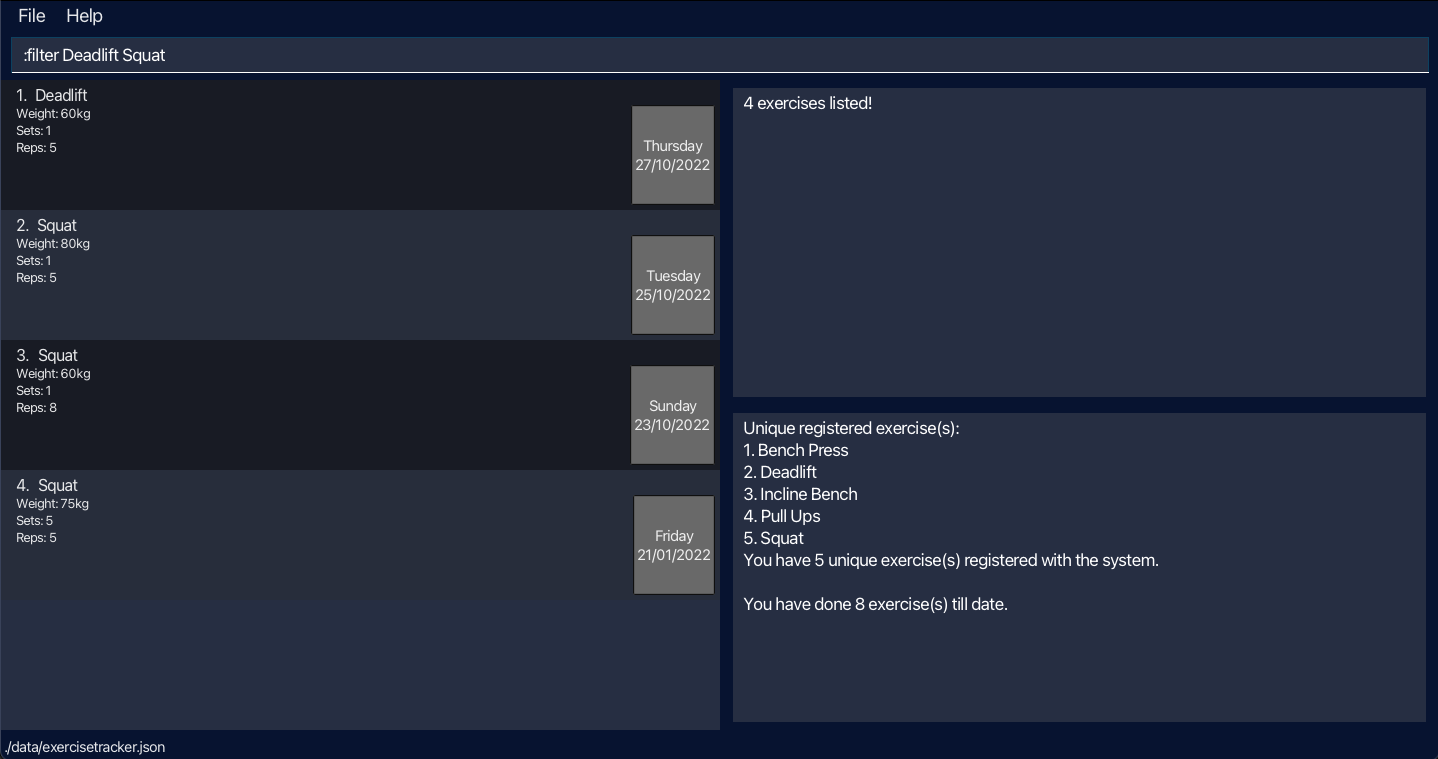 File Help
:filter Deadlift Squat
1. Deadlift
Weight: 60kg
Sets: 1
Reps: 5
Thursday
27/10/2022
2. Squat
Weight: 80kg
Sets: 1
Reps: 5
Tuesday
25/10/2022
3. Squat
Weight: 60kg
Sets: 1
Reps: 8
Sunday
23/10/2022
4. Squat
Weight: 75kg
Sets: 5
Reps: 5
Friday
21/01/2022
4 exercises listed!
Unique registered exercise(s):
1. Bench Press
2. Deadlift
3. Incline Bench
4. Pull Ups
5. Squat
You have 5 unique exercise(s) registered with the system.
You have done 8 exercise(s) till date.
./data/exercisetracker.json